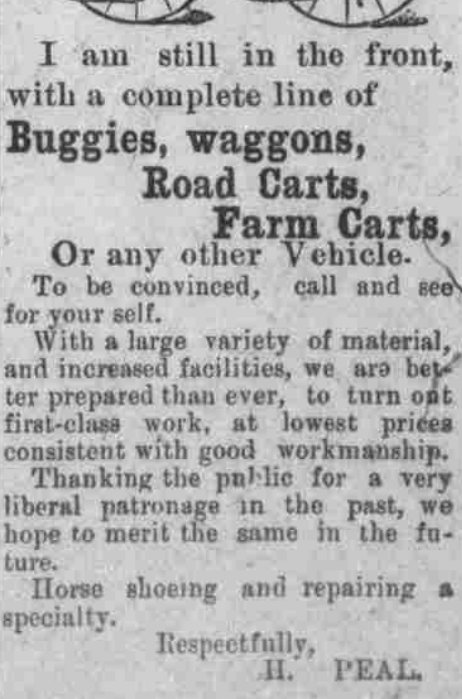 I am still in the front,
with a complete line of
Buggies, waggons,
Road Carts,
Farm Carts,
Or any other Vehicle.
To be convinced, call and see
for your self.
With a large variety of material,
and increased facilities, we are bet-
ter prepared than ever, to turn out
first-class work, at lowest prices
consistent with good workmanship.
Thanking the public for a very
liberal patronage in the past, we
hope to merit the same in the fu-
ture.
Horse shoeing and repairing a
specialty.
Respectfully,
H. PEAL.